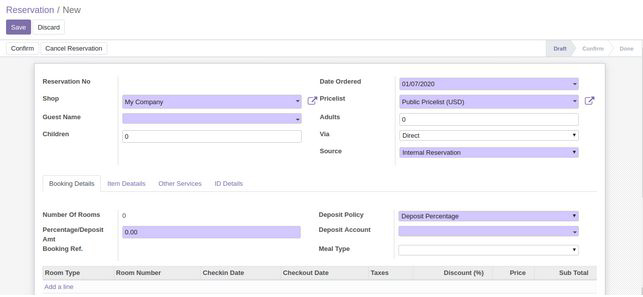 Reservation / New
Save Discard
Confirm Cancel Reservation Draft Confirm Done
Reservation No Date Ordered 01/07/2020
Shop My Company Pricelist Public Pricelist (USD)
Guest Name Adults 0
Children 0 Via Direct
Source Internal Reservation
Booking Details Item Deatails Other Services ID Details
Number Of Rooms 0 Deposit Policy Deposit Percentage
Percentage/Deposit Amt 0.00 Deposit Account
Booking Ref. Meal Type
Room Type Room Number Checkin Date Checkout Date Taxes Discount (%) Price Sub Total
Add a line